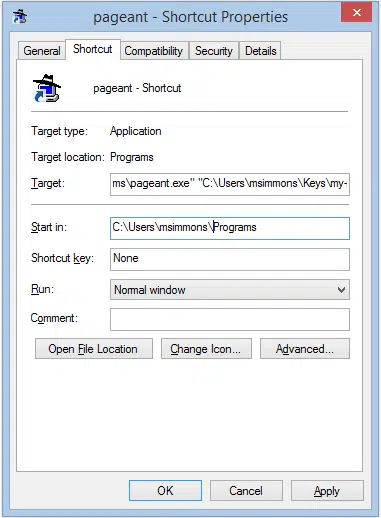 pageant - Shortcut Properties
General Shortcut Compatibility Security Details
pageant - Shortcut
Target type: Application
Target location: Programs
Target: ms\pageant.exe" "C:\Users\msimmons\Keys\my-
Start in: C:\Users\msimmons\Programs
Shortcut key: None
Run: Normal window
Comment:
Open File Location Change Icon... Advanced...
OK Cancel Apply